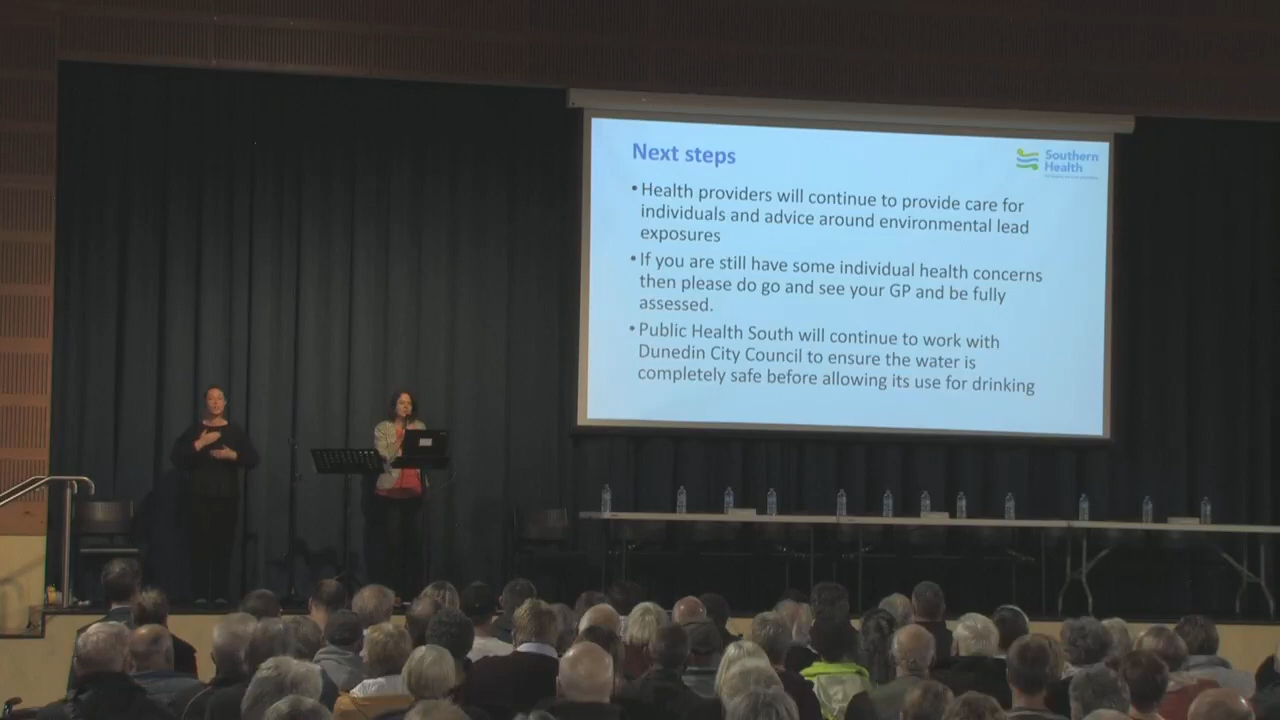 Next steps
Southern
Health
• Health providers will continue to provide care for
individuals and advice around environmental lead
exposures
• If you are still have some individual health concerns
then please do go and see your GP and be fully
assessed.
• Public Health South will continue to work with
Dunedin City Council to ensure the water is
completely safe before allowing its use for drinking